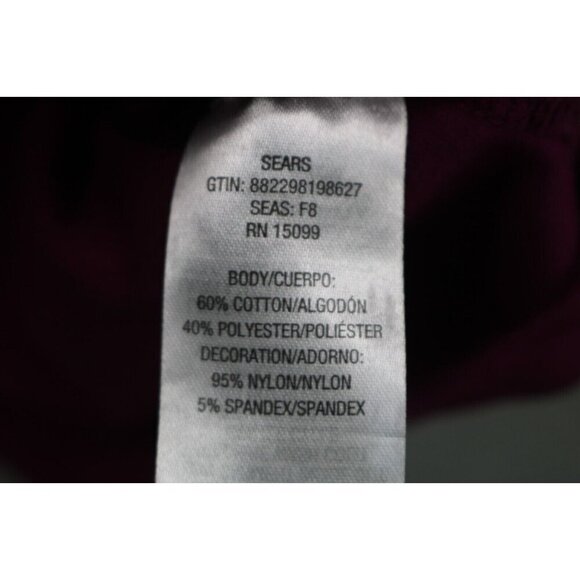 SEARS
GTIN: 882298198627
SEAS: F8
RN 15099
BODY/CUERPO:
60% COTTON/ALGODÓN
40% POLYESTER/POLIÉSTER
DECORATION/ADORNO:
95% NYLON/NYLON
5% SPANDEX/SPANDEX